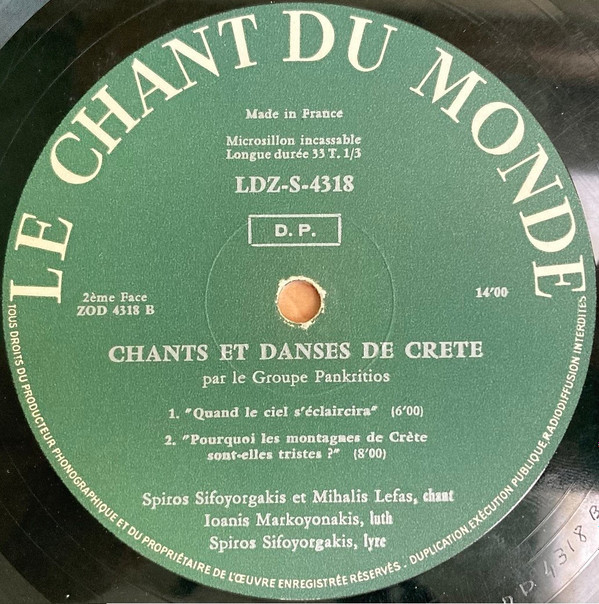 LE CHANT DU MONDE
Made in France
Microsillon incassable
Longue durée 33 T. 1/3
LDZ-S-4318
D. P.
2ème Face
ZOD 4318 B
14'00
CHANTS ET DANSES DE CRETE
par le Groupe Pankritios
1. "Quand le ciel s'éclaircira" (6'00)
2. "Pourquoi les montagnes de Crète
sont-elles tristes ?" (8'00)
Spiros Sifoyorgakis et Mihalis Lefas, chant
Ioanis Markoyonakis, luth
Spiros Sifoyorgakis, lyre
TOUS DROITS DU PRODUCTEUR PHONOGRAPHIQUE ET DU PROPRIÉTAIRE DE L'ŒUVRE ENREGISTRÉE RÉSERVÉS - DUPLICATION EXÉCUTION PUBLIQUE, RADIODIFFUSION INTERDITES
4318 B